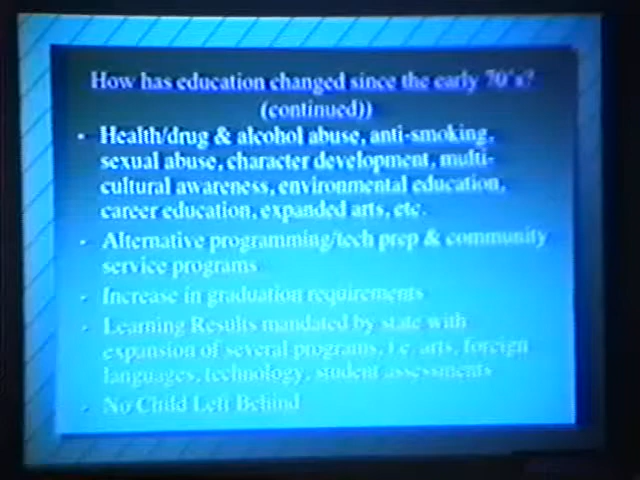 How has education changed since the early 70's?
(continued))
• Health/drug & alcohol abuse, anti-smoking,
sexual abuse, character development, multi-
cultural awareness, environmental education,
career education, expanded arts, etc.
• Alternative programming/tech prep & community
service programs
• Increase in graduation requirements
• Learning Results mandated by state with
expansion of several programs, i.e. arts, foreign
languages, technology, student assessments
• No Child Left Behind